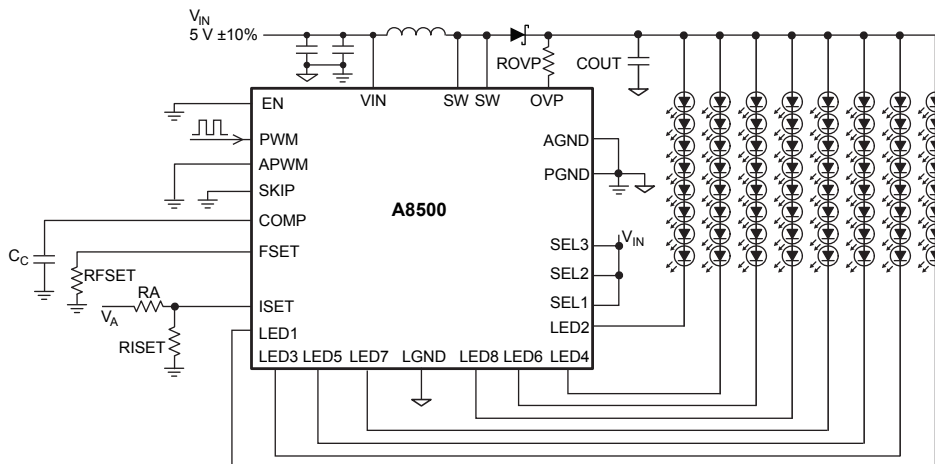 VIN
5 V ±10%
ROVP
COUT
EN
VIN
SW
SW
OVP
PWM
AGND
APWM
PGND
SKIP
A8500
COMP
VIN
CC
FSET
SEL3
RFSET
SEL2
RA
ISET
SEL1
VA
LED1
LED2
RISET
LED3
LED5
LED7
LGND
LED8
LED6
LED4